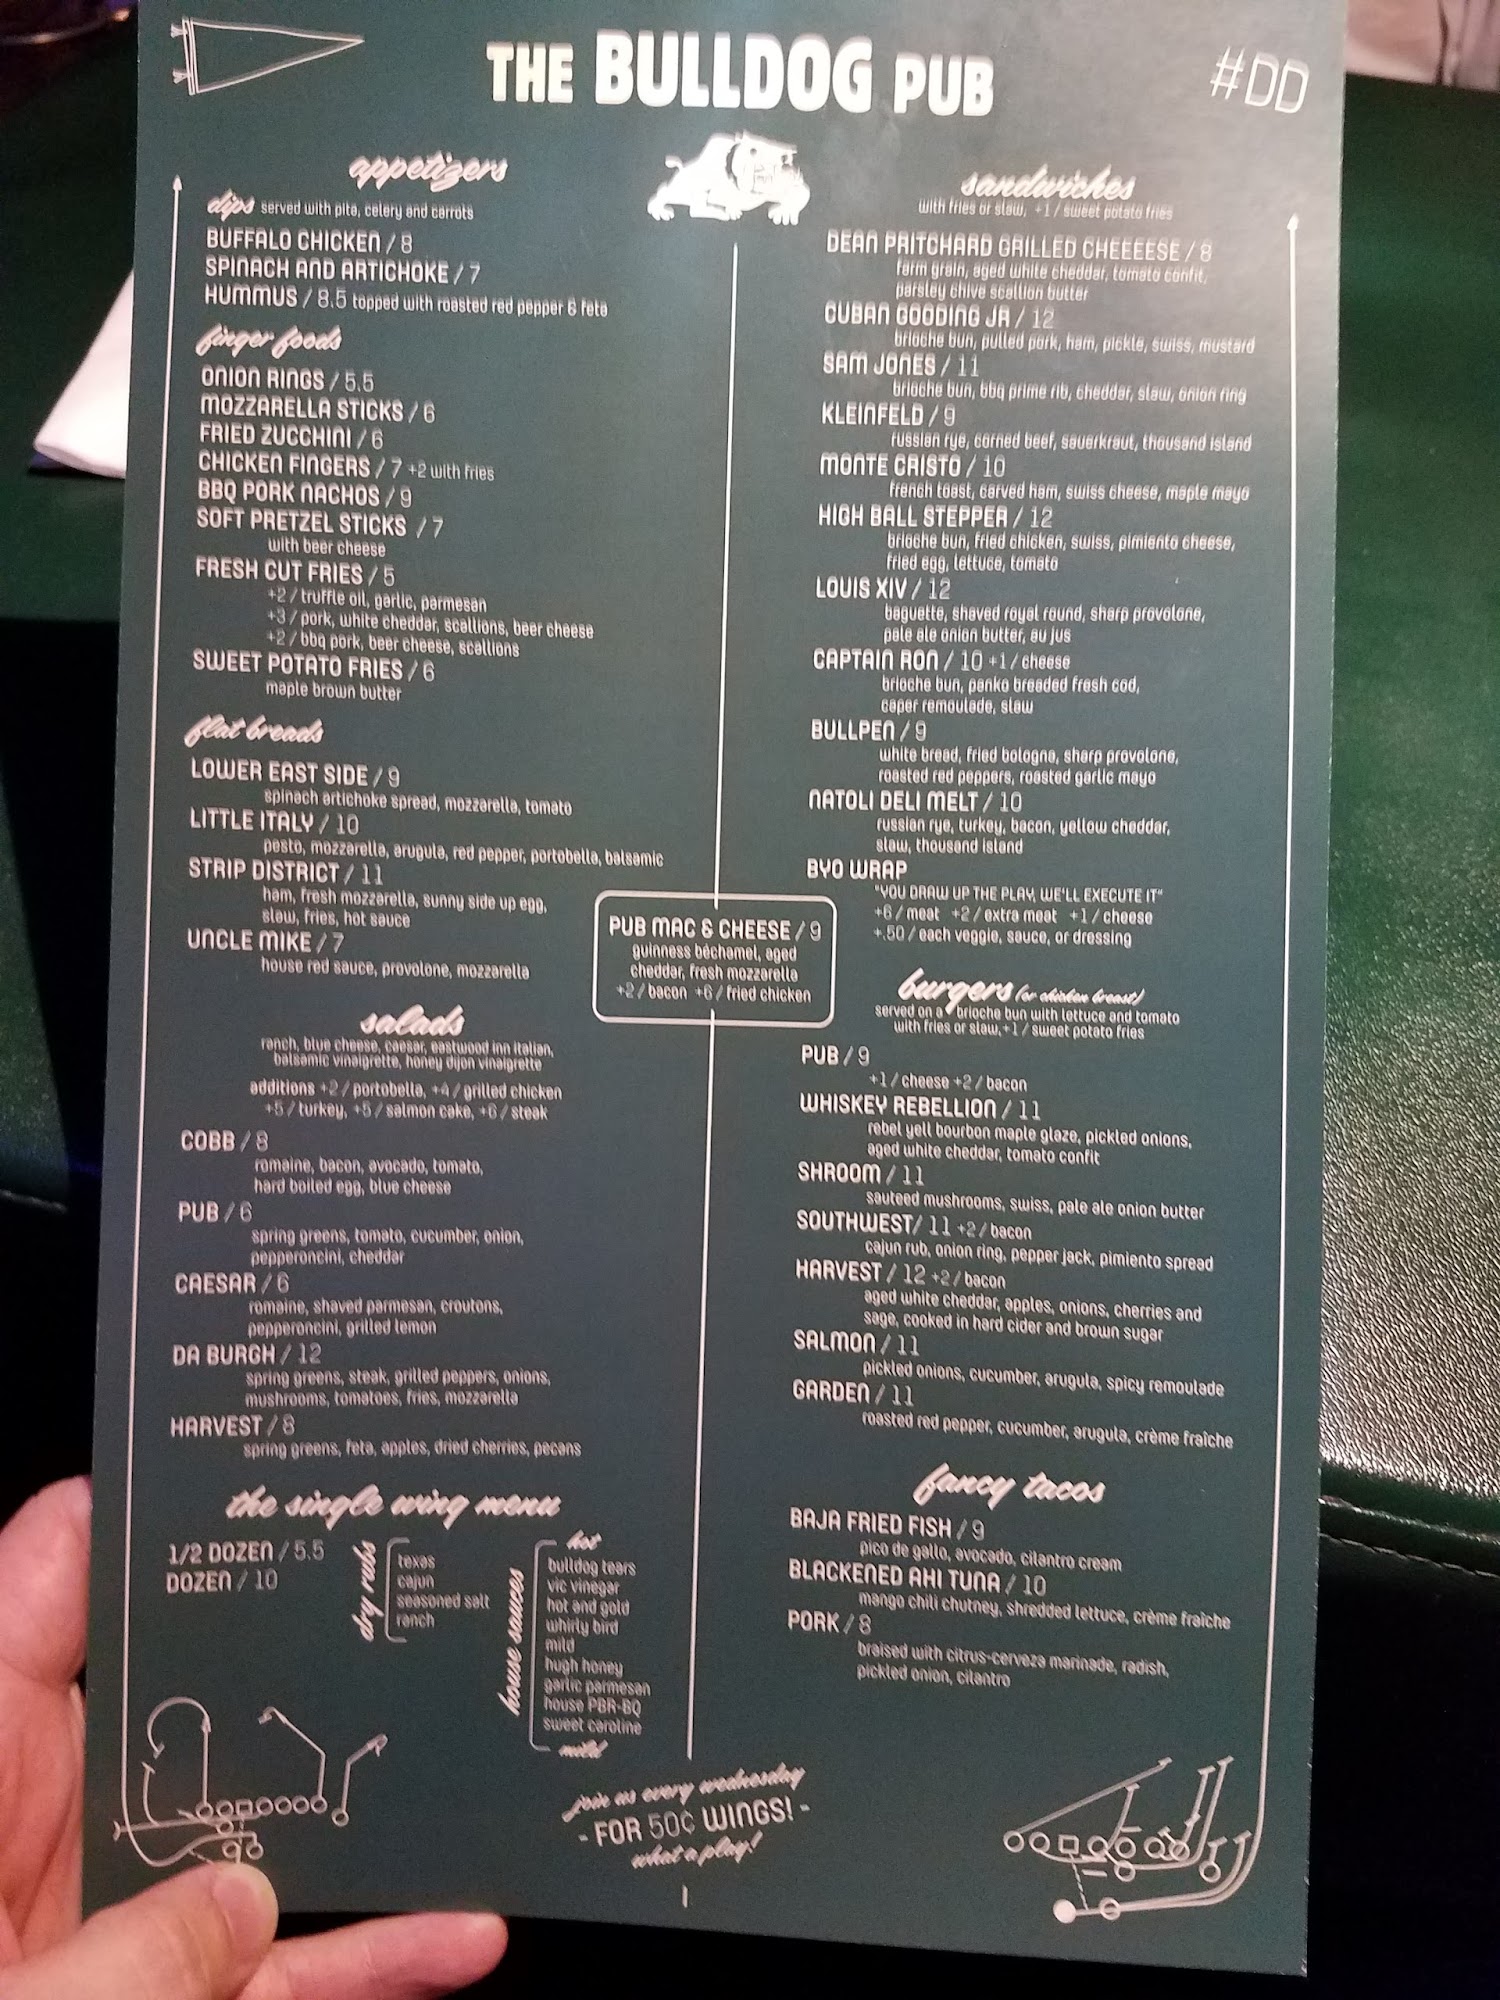 THE BULLDOG PUB
#DD
appetizers
dips served with pita, celery and carrots
BUFFALO CHICKEN / 8
SPINACH AND ARTICHOKE / 7
HUMMUS / 8.5 topped with roasted red pepper & feta
finger foods
ONION RINGS / 5.5
MOZZARELLA STICKS / 6
FRIED ZUCCHINI / 6
CHICKEN FINGERS / 7 +2 with fries
BBQ PORK NACHOS / 9
SOFT PRETZEL STICKS / 7
with beer cheese
FRESH CUT FRIES / 5
+2 / truffle oil, garlic, parmesan
+3 / pork, white cheddar, scallions, beer cheese
+2 / bbq pork, beer cheese, scallions
SWEET POTATO FRIES / 6
maple brown butter
flat breads
LOWER EAST SIDE / 9
spinach artichoke spread, mozzarella, tomato
LITTLE ITALY / 10
pesto, mozzarella, arugula, red pepper, portobella, balsamic
STRIP DISTRICT / 11
ham, fresh mozzarella, sunny side up egg,
slaw, fries, hot sauce
UNCLE MIKE / 7
house red sauce, provolone, mozzarella
salads
ranch, blue cheese, caesar, eastwood inn italian,
balsamic vinaigrette, honey dijon vinaigrette
additions +2 / portobella, +4 / grilled chicken
+5 / turkey, +5 / salmon cake, +6 / steak
COBB / 8
romaine, bacon, avocado, tomato,
hard boiled egg, blue cheese
PUB / 6
spring greens, tomato, cucumber, onion,
pepperoncini, cheddar
CAESAR / 6
romaine, shaved parmesan, croutons,
pepperoncini, grilled lemon
DA BURGH / 12
spring greens, steak, grilled peppers, onions,
mushrooms, tomatoes, fries, mozzarella
HARVEST / 8
spring greens, feta, apples, dried cherries, pecans
the single wing menu
1/2 DOZEN / 5.5
DOZEN / 10
dry rubs
texas
cajun
seasoned salt
ranch
house sauces
hot
bulldog tears
vic vinegar
hot and gold
whirly bird
mild
hugh honey
garlic parmesan
house PBR-BQ
sweet caroline
mild
PUB MAC & CHEESE / 9
guinness béchamel, aged
cheddar, fresh mozzarella
+2 / bacon +6 / fried chicken
sandwiches
with fries or slaw, +1 / sweet potato fries
DEAN PRITCHARD GRILLED CHEEEESE / 8
farm grain, aged white cheddar, tomato confit,
parsley chive scallion butter
CUBAN GOODING JR / 12
brioche bun, pulled pork, ham, pickle, swiss, mustard
SAM JONES / 11
brioche bun, bbq prime rib, cheddar, slaw, onion ring
KLEINFELD / 9
russian rye, corned beef, sauerkraut, thousand island
MONTE CRISTO / 10
french toast, carved ham, swiss cheese, maple mayo
HIGH BALL STEPPER / 12
brioche bun, fried chicken, swiss, pimiento cheese,
fried egg, lettuce, tomato
LOUIS XIV / 12
baguette, shaved royal round, sharp provolone,
pale ale onion butter, au jus
CAPTAIN RON / 10 +1 / cheese
brioche bun, panko breaded fresh cod,
caper remoulade, slaw
BULLPEN / 9
white bread, fried bologna, sharp provolone,
roasted red peppers, roasted garlic mayo
NATOLI DELI MELT / 10
russian rye, turkey, bacon, yellow cheddar,
slaw, thousand island
BYO WRAP
"YOU DRAW UP THE PLAY, WE'LL EXECUTE IT"
+6 / meat +2 / extra meat +1 / cheese
+.50 / each veggie, sauce, or dressing
burgers (or chicken breast)
served on a brioche bun with lettuce and tomato
with fries or slaw, +1 / sweet potato fries
PUB / 9
+1 / cheese +2 / bacon
WHISKEY REBELLION / 11
rebel yell bourbon maple glaze, pickled onions,
aged white cheddar, tomato confit
SHROOM / 11
sauteed mushrooms, swiss, pale ale onion butter
SOUTHWEST / 11 +2 / bacon
cajun rub, onion ring, pepper jack, pimiento spread
HARVEST / 12 +2 / bacon
aged white cheddar, apples, onions, cherries and
sage, cooked in hard cider and brown sugar
SALMON / 11
pickled onions, cucumber, arugula, spicy remoulade
GARDEN / 11
roasted red pepper, cucumber, arugula, crème fraîche
fancy tacos
BAJA FRIED FISH / 9
pico de gallo, avocado, cilantro cream
BLACKENED AHI TUNA / 10
mango chili chutney, shredded lettuce, crème fraîche
PORK / 8
braised with citrus-cerveza marinade, radish,
pickled onion, cilantro
join us every wednesday
- FOR 50¢ WINGS! -
what a play!